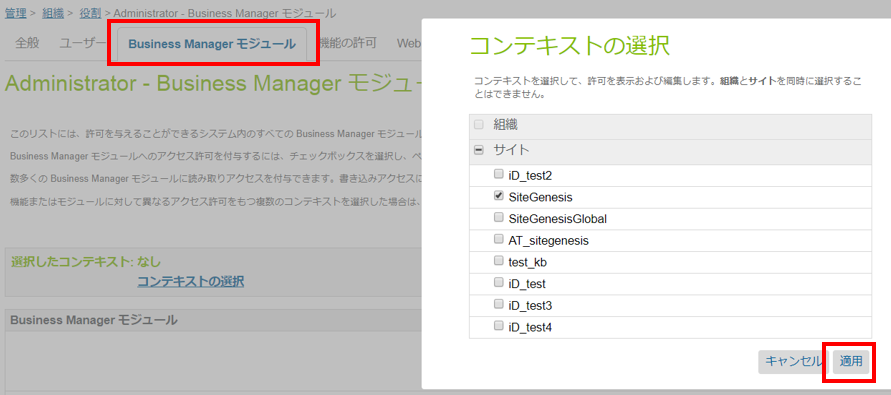 管理 > 組織 > 役割 > Administrator - Business Manager モジュール
全般 ユーザー Business Manager モジュール 機能の許可 Web
Administrator - Business Manager モジュー
このリストには、許可を与えることができるシステム内のすべての Business Manager モジュール
Business Manager モジュールへのアクセス許可を付与するには、チェックボックスを選択し、ペ
数多くの Business Manager モジュールに読み取りアクセスを付与できます。書き込みアクセスに
機能またはモジュールに対して異なるアクセス許可をもつ複数のコンテキストを選択した場合は、
選択したコンテキスト: なし
コンテキストの選択
Business Manager モジュール
コンテキストの選択
コンテキストを選択して、許可を表示および編集します。組織とサイトを同時に選択するこ
とはできません。
組織
サイト
iD_test2
SiteGenesis
SiteGenesisGlobal
AT_sitegenesis
test_kb
iD_test
iD_test3
iD_test4
キャンセル 適用